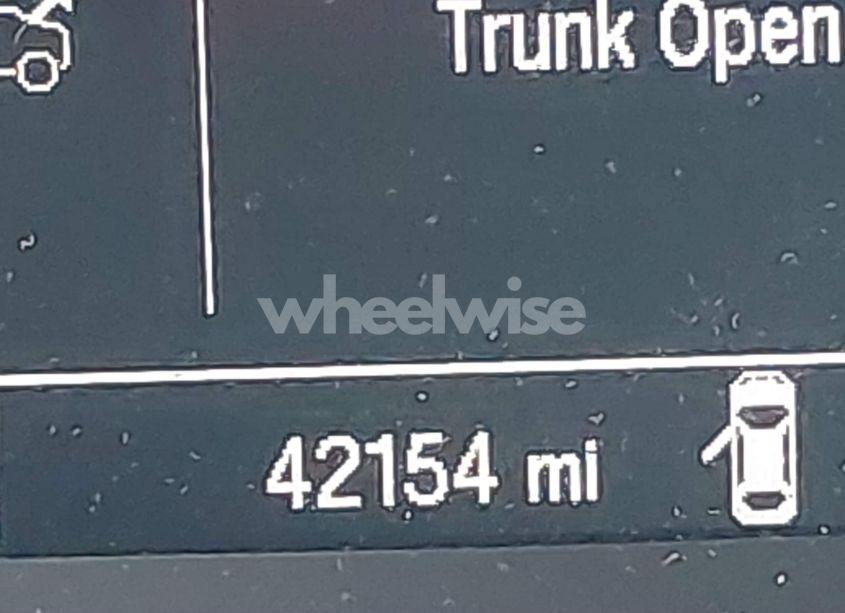 Trunk Open
wheelwise
42154 mi